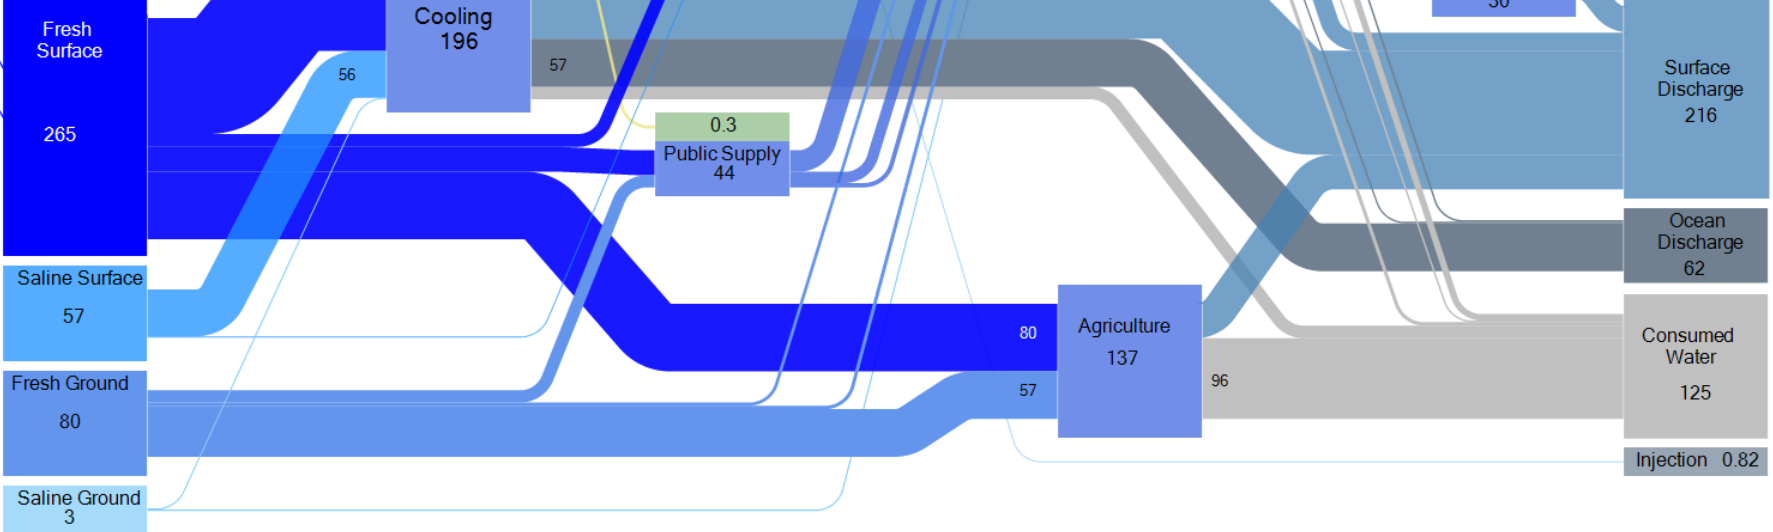 Fresh
Surface
265
Saline Surface
57
Fresh Ground
80
Saline Ground
3
56
Cooling
196
57
0.3
Public Supply
44
80
57
Agriculture
137
96
30
Surface
Discharge
216
Ocean
Discharge
62
Consumed
Water
125
Injection 0.82